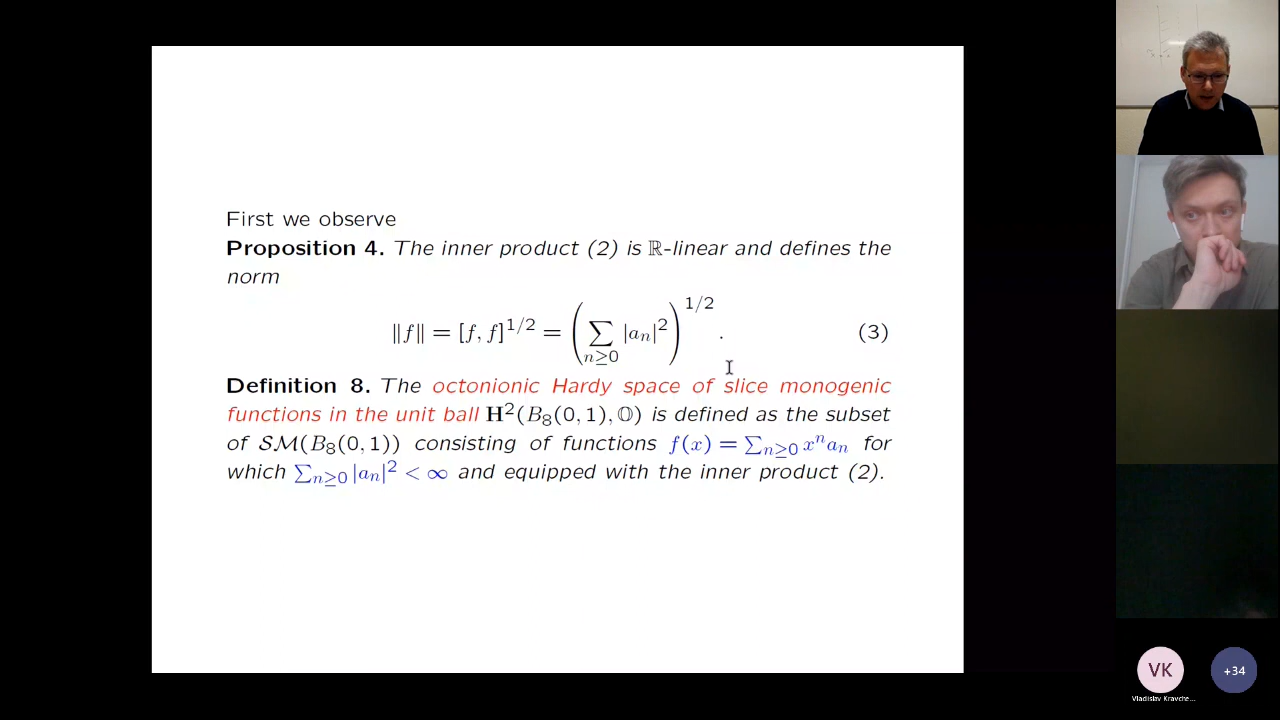 First we observe
Proposition 4. The inner product (2) is ℝ-linear and defines the
norm
‖f‖ = [f, f]^{1/2} = (∑_{n≥0} |a_n|^2)^{1/2} . (3)
Definition 8. The octonionic Hardy space of slice monogenic
functions in the unit ball H^2(B_8(0, 1), 𝕆) is defined as the subset
of SM(B_8(0, 1)) consisting of functions f(x) = ∑_{n≥0} x^n a_n for
which ∑_{n≥0} |a_n|^2 < ∞ and equipped with the inner product (2).
VK
+34
Vladislav Kravche...